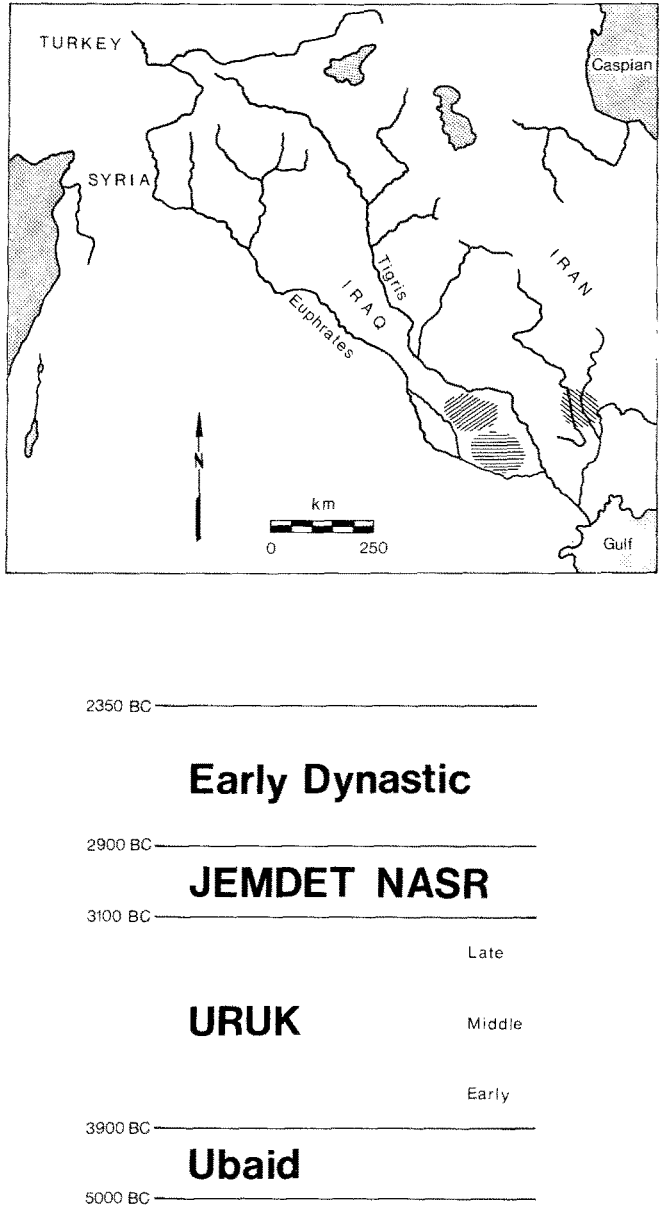 TURKEY
Caspian
SYRIA
IRAN
Tigris
IRAQ
Euphrates
N
km
0 250
Gulf
2350 BC
Early Dynastic
2900 BC
JEMDET NASR
3100 BC
Late
URUK
Middle
Early
3900 BC
Ubaid
5000 BC